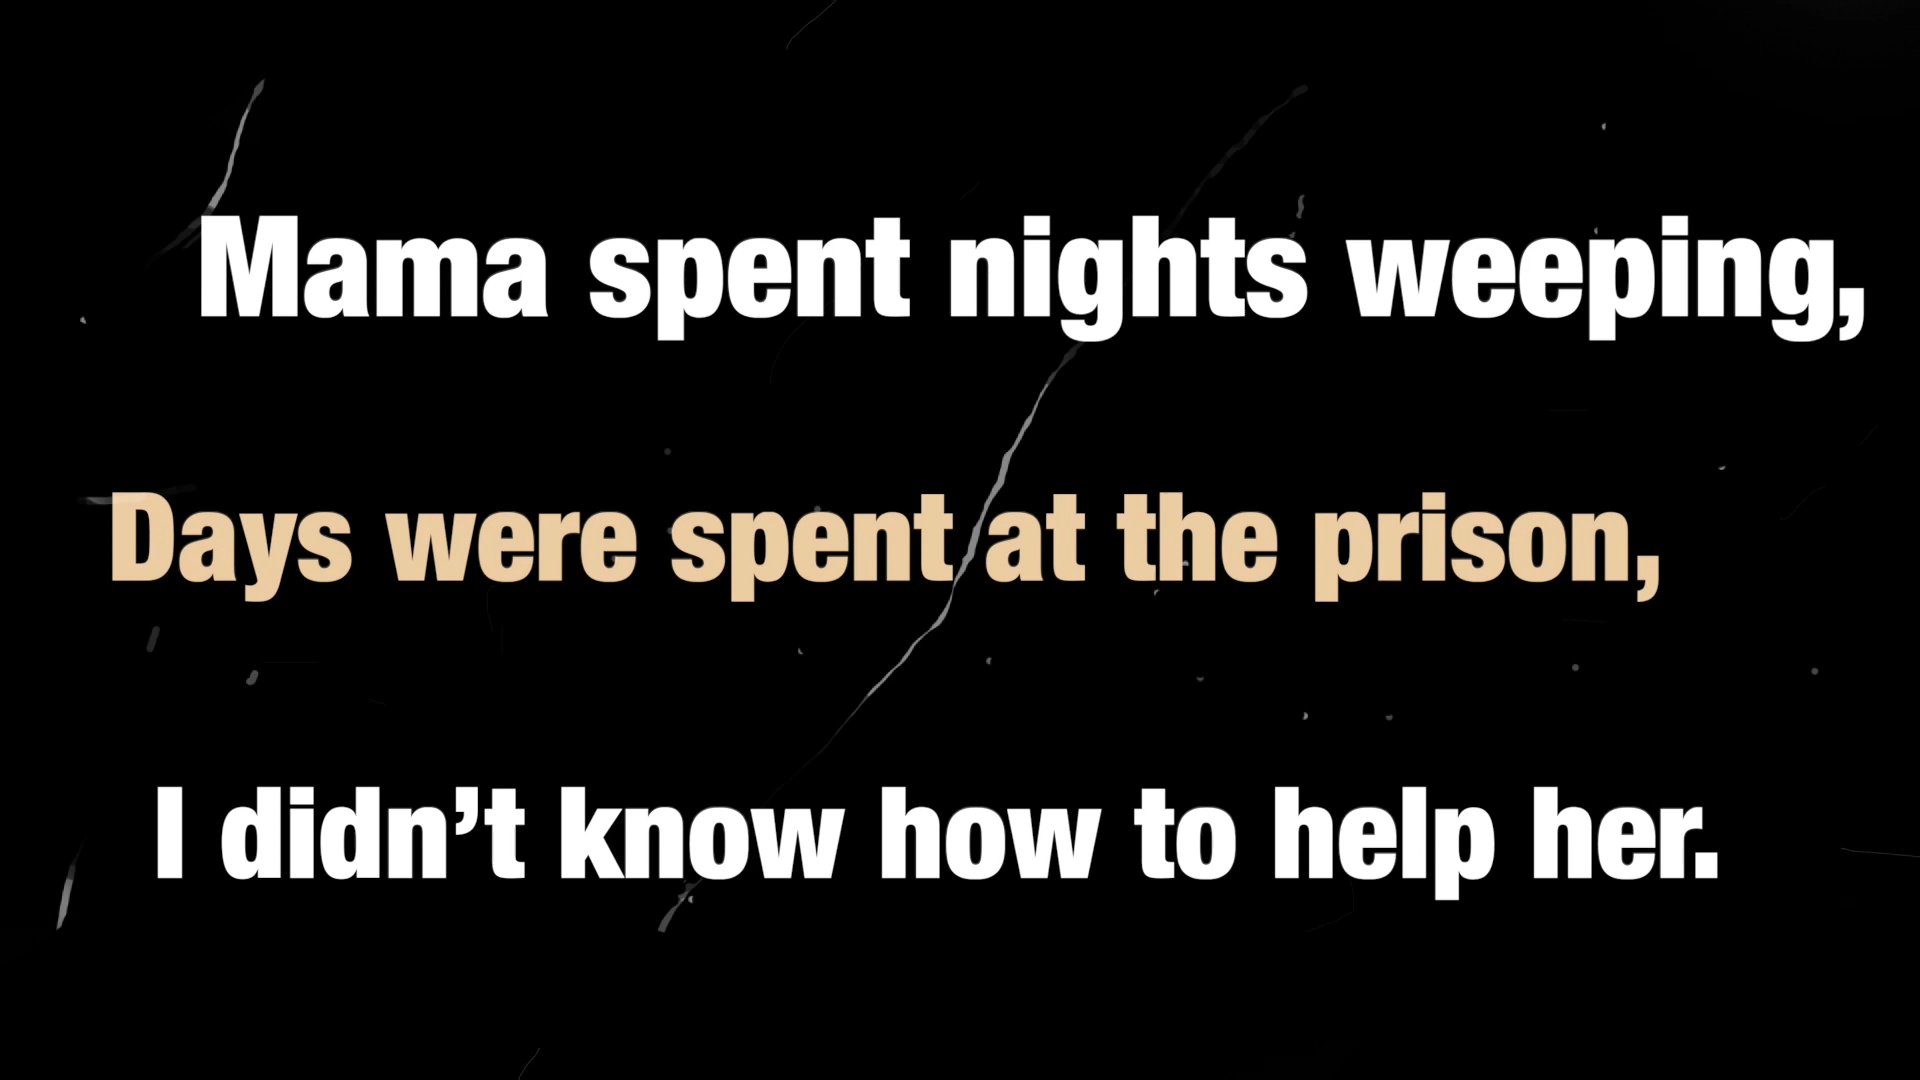 Mama spent nights weeping,
Days were spent at the prison,
I didn’t know how to help her.